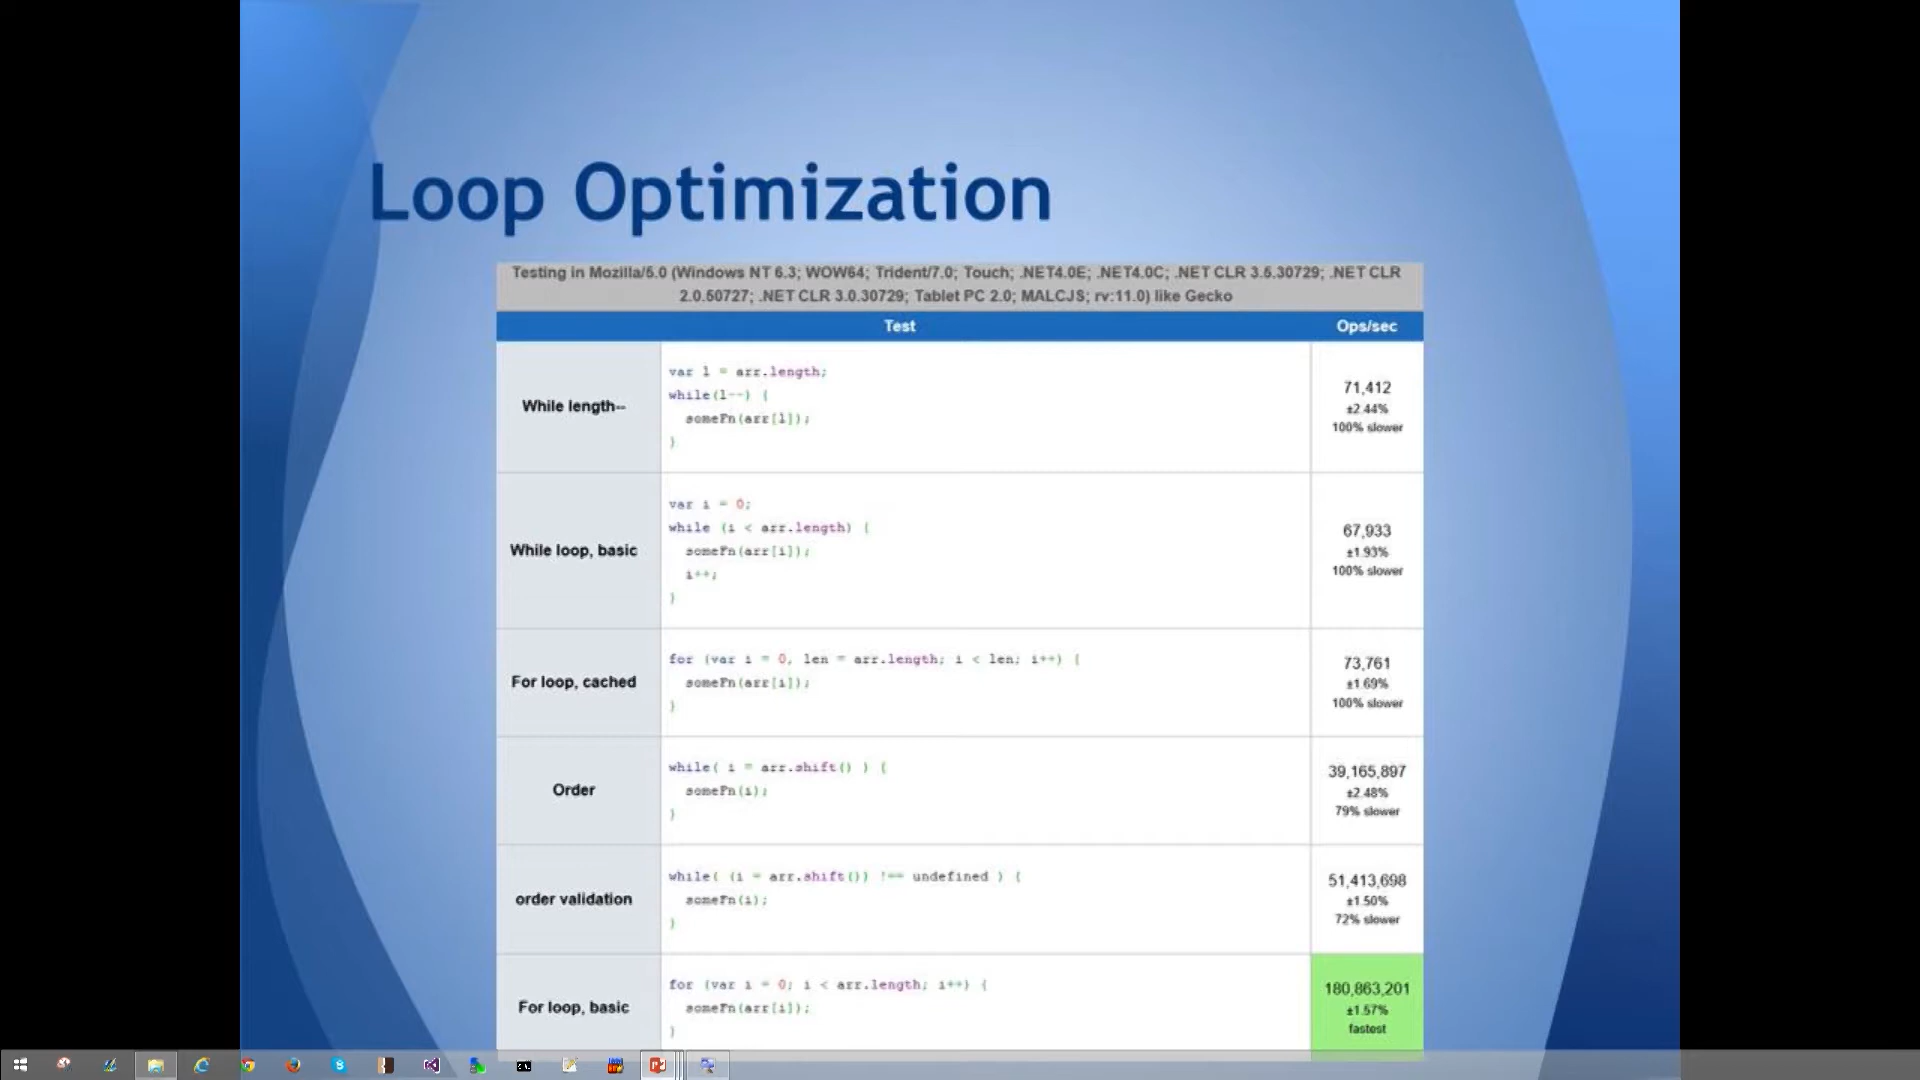 Loop Optimization
Testing in Mozilla/5.0 (Windows NT 6.3; WOW64; Trident/7.0; Touch; .NET4.0E; .NET4.0C; .NET CLR 3.5.30729; .NET CLR
2.0.50727; .NET CLR 3.0.30729; Tablet PC 2.0; MALCJS; rv:11.0) like Gecko
Test Ops/sec
While length--
var l = arr.length;
while(l--) {
someFn(arr[l]);
}
71,412
±2.44%
100% slower
While loop, basic
var i = 0;
while (i < arr.length) {
someFn(arr[i]);
i++;
}
67,933
±1.93%
100% slower
For loop, cached
for (var i = 0, len = arr.length; i < len; i++) {
someFn(arr[i]);
}
73,761
±1.69%
100% slower
Order
while( i = arr.shift() ) {
someFn(i);
}
39,165,897
±2.48%
79% slower
order validation
while( (i = arr.shift()) !== undefined ) {
someFn(i);
}
51,413,698
±1.50%
72% slower
For loop, basic
for (var i = 0; i < arr.length; i++) {
someFn(arr[i]);
}
180,863,201
±1.57%
fastest